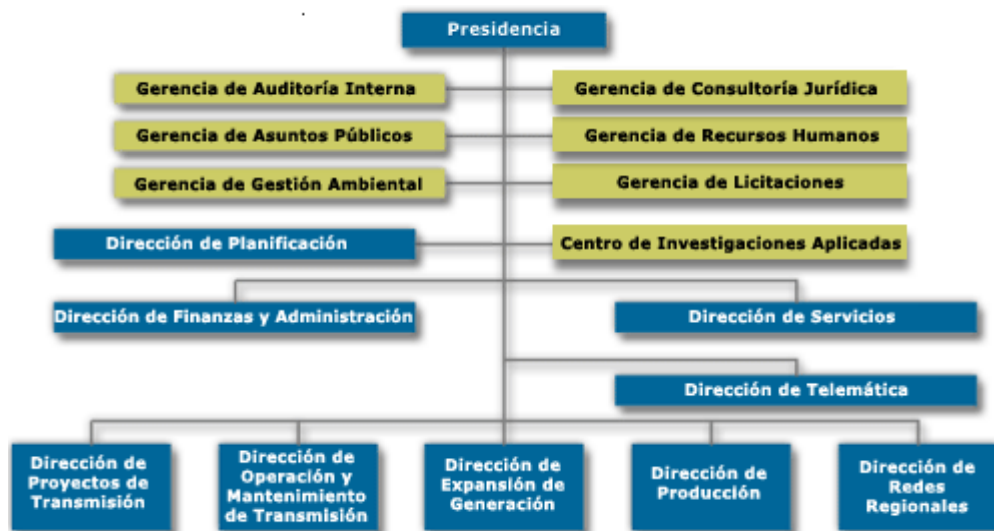 Presidencia
Gerencia de Auditoría Interna
Gerencia de Consultoría Jurídica
Gerencia de Asuntos Públicos
Gerencia de Recursos Humanos
Gerencia de Gestión Ambiental
Gerencia de Licitaciones
Dirección de Planificación
Centro de Investigaciones Aplicadas
Dirección de Finanzas y Administración
Dirección de Servicios
Dirección de Telemática
Dirección de
Proyectos de
Transmisión
Dirección de
Operación y
Mantenimiento
de Transmisión
Dirección de
Expansión de
Generación
Dirección de
Producción
Dirección de
Redes
Regionales